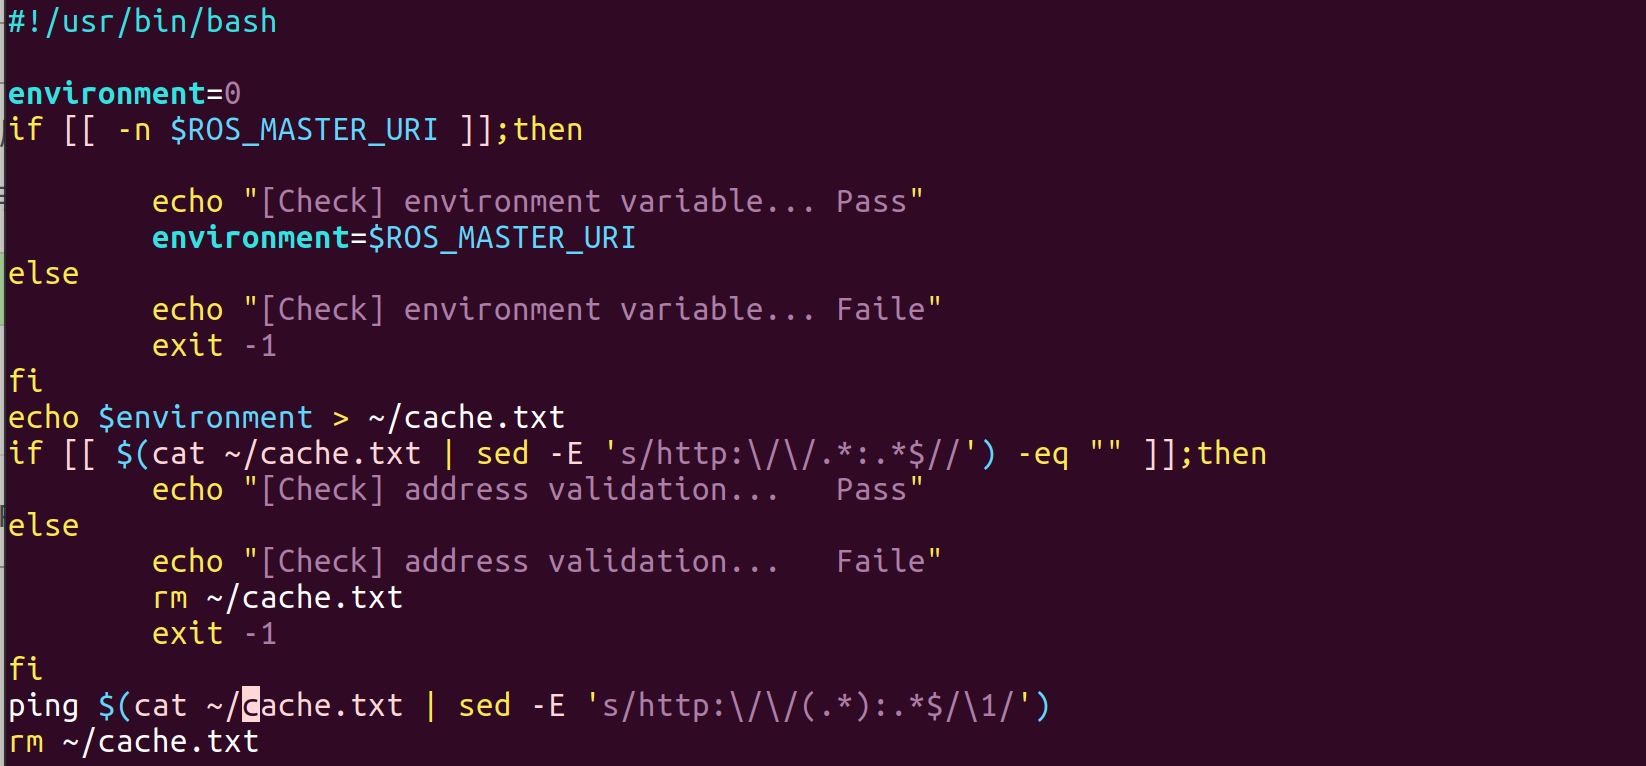 #!/usr/bin/bash
environment=0
if [[ -n $ROS_MASTER_URI ]];then
echo "[Check] environment variable... Pass"
environment=$ROS_MASTER_URI
else
echo "[Check] environment variable... Faile"
exit -1
fi
echo $environment > ~/cache.txt
if [[ $(cat ~/cache.txt | sed -E 's/http:\/\/.*:.*$//') -eq "" ]];then
echo "[Check] address validation...   Pass"
else
echo "[Check] address validation...   Faile"
rm ~/cache.txt
exit -1
fi
ping $(cat ~/cache.txt | sed -E 's/http:\/\/(.*):.*$/\1/')
rm ~/cache.txt